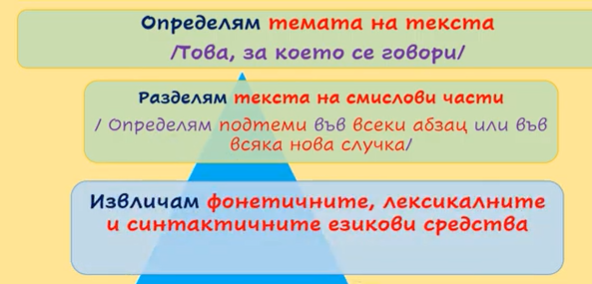 Определям темата на текста
/Това, за което се говори/
Разделям текста на смислови части
/ Определям подтеми във всеки абзац или във
всяка нова случка/
Извличам фонетичните, лексикалните
и синтактичните езикови средства